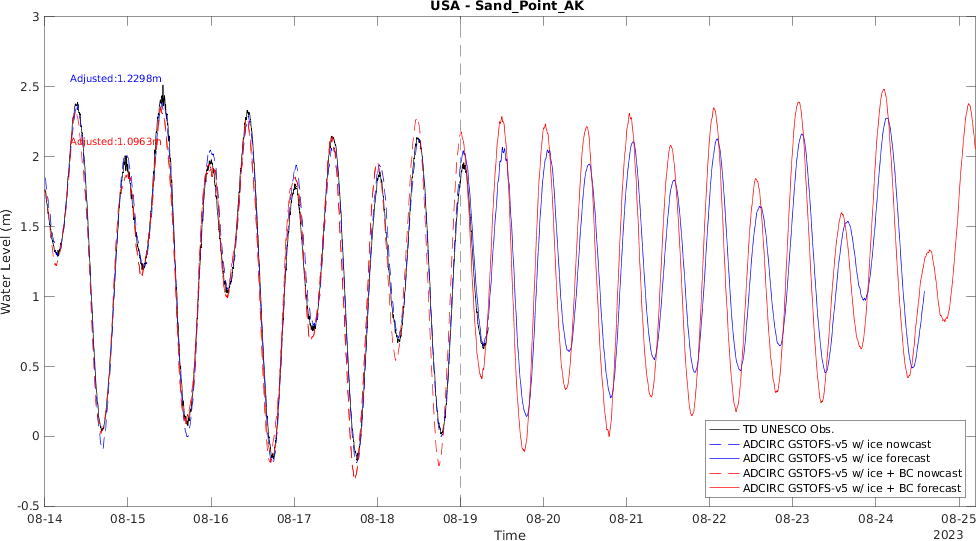 USA - Sand_Point_AK
3
2.5
2
1.5
1
0.5
0
-0.5
Water Level (m)
Adjusted:1.2298m
Adjusted:1.0963m
TD UNESCO Obs.
ADCIRC GSTOFS-v5 w/ ice nowcast
ADCIRC GSTOFS-v5 w/ ice forecast
ADCIRC GSTOFS-v5 w/ ice + BC nowcast
ADCIRC GSTOFS-v5 w/ ice + BC forecast
08-14 08-15 08-16 08-17 08-18 08-19 08-20 08-21 08-22 08-23 08-24 08-25
Time
2023